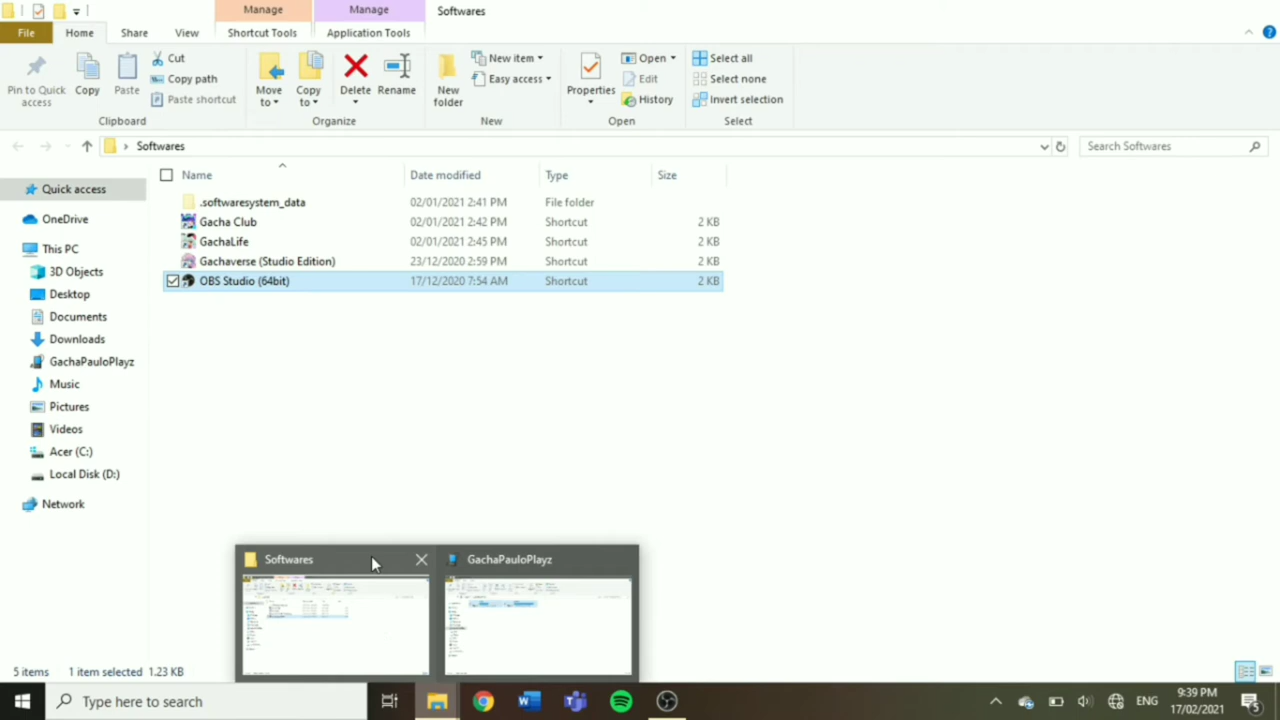 Manage
Manage
Softwares
File
Home
Share
View
Shortcut Tools
Application Tools
Pin to Quick access
Copy
Paste
Cut
Copy path
Paste shortcut
Clipboard
Move to
Copy to
Delete
Rename
Organize
New folder
New item
Easy access
New
Properties
Open
Edit
History
Open
Select all
Select none
Invert selection
Select
Softwares
Search Softwares
Name
Date modified
Type
Size
.softwaresystem_data 02/01/2021 2:41 PM File folder
Gacha Club 02/01/2021 2:42 PM Shortcut 2 KB
GachaLife 02/01/2021 2:45 PM Shortcut 2 KB
Gachaverse (Studio Edition) 23/12/2020 2:59 PM Shortcut 2 KB
OBS Studio (64bit) 17/12/2020 7:54 AM Shortcut 2 KB
Quick access
OneDrive
This PC
3D Objects
Desktop
Documents
Downloads
GachaPauloPlayz
Music
Pictures
Videos
Acer (C:)
Local Disk (D:)
Network
Softwares
GachaPauloPlayz
5 items 1 item selected 1.23 KB
Type here to search
ENG
9:39 PM
17/02/2021
5